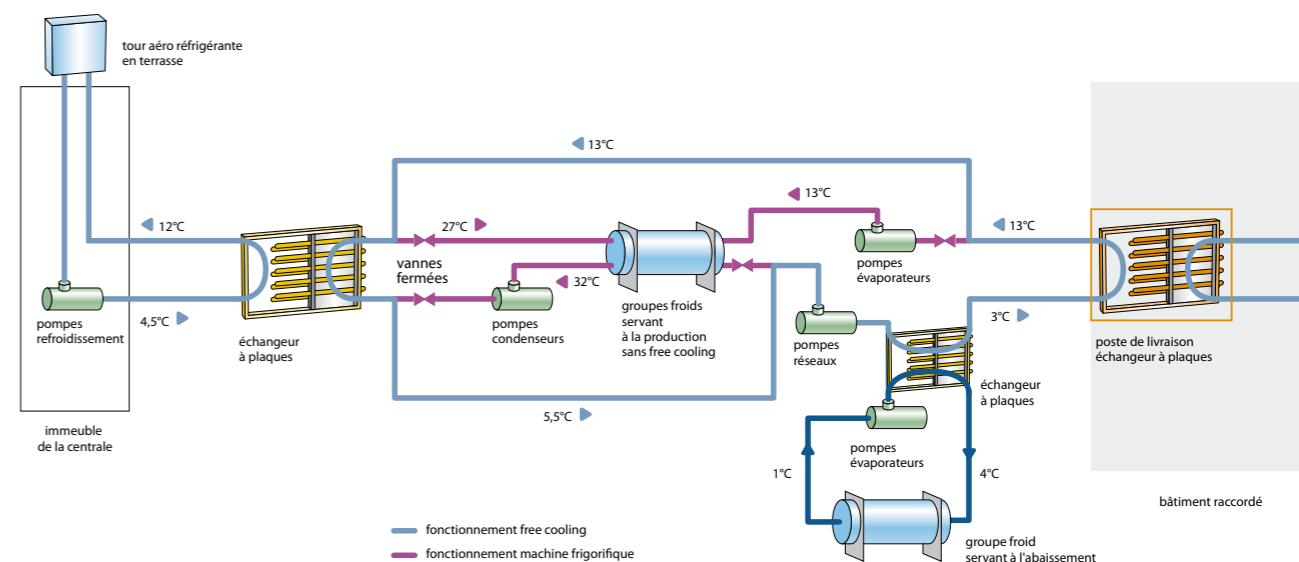 tour aéro réfrigérante
en terrasse
13°C
13°C
12°C
27°C
13°C
vannes
fermées
pompes
évaporateurs
32°C
pompes
refroidissement
4,5°C
échangeur
à plaques
pompes
condenseurs
groupes froids
servant
à la production
sans free cooling
pompes
réseaux
3°C
poste de livraison
échangeur à plaques
échangeur
à plaques
5,5°C
immeuble
de la centrale
pompes
évaporateurs
1°C
4°C
bâtiment raccordé
fonctionnement free cooling
fonctionnement machine frigorifique
groupe froid
servant à l'abaissement